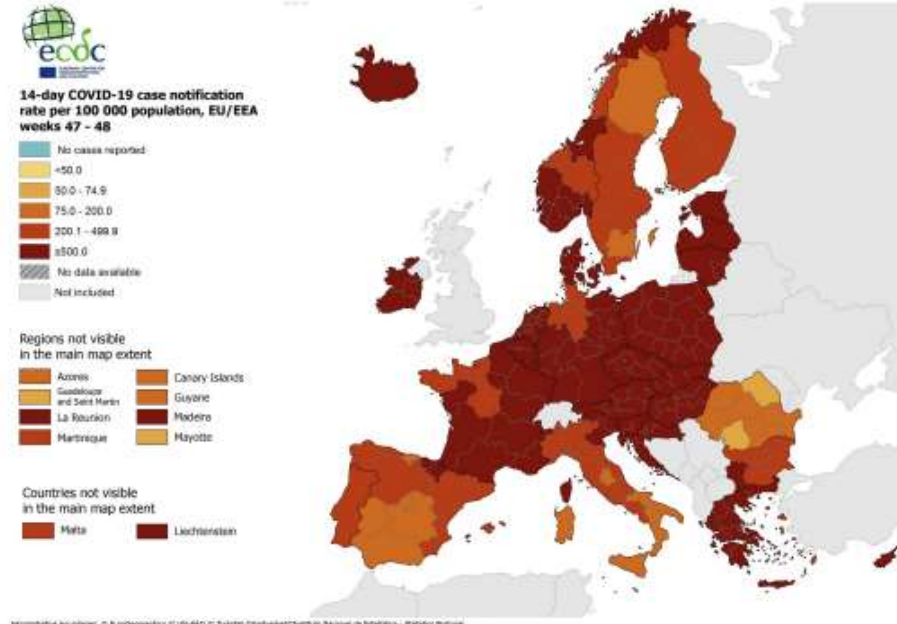 ecdc
14-day COVID-19 case notification
rate per 100 000 population, EU/EEA
weeks 47 - 48
No cases reported
<50.0
50.0 - 74.9
75.0 - 200.0
200.1 - 499.9
≥500.0
No data available
Not included
Regions not visible
in the main map extent
Azores
Canary Islands
Guadeloupe
and Saint Martin
Guyane
La Reunion
Madeira
Martinique
Mayotte
Countries not visible
in the main map extent
Malta
Liechtenstein